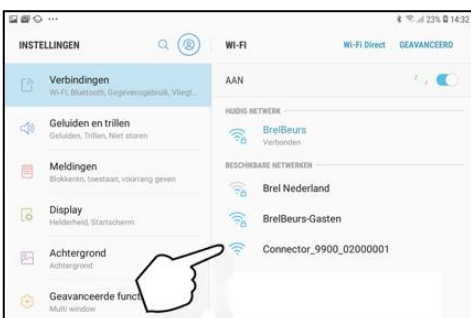 23% 14:32
INSTELLINGEN
Verbindingen
Wi-Fi, Bluetooth, Gegevensgebruik, Vliegt...
Geluiden en trillen
Geluiden, Trillen, Niet storen
Meldingen
Blokkeren, toestaan, voorrang geven
Display
Helderheid, Startscherm
Achtergrond
Achtergrond
Geavanceerde funct
Multi window
WI-FI Wi-Fi Direct GEAVANCEERD
AAN
HUIDIG NETWERK
BrelBeurs
Verbonden
BESCHIKBARE NETWERKEN
Brel Nederland
BrelBeurs-Gasten
Connector_9900_02000001